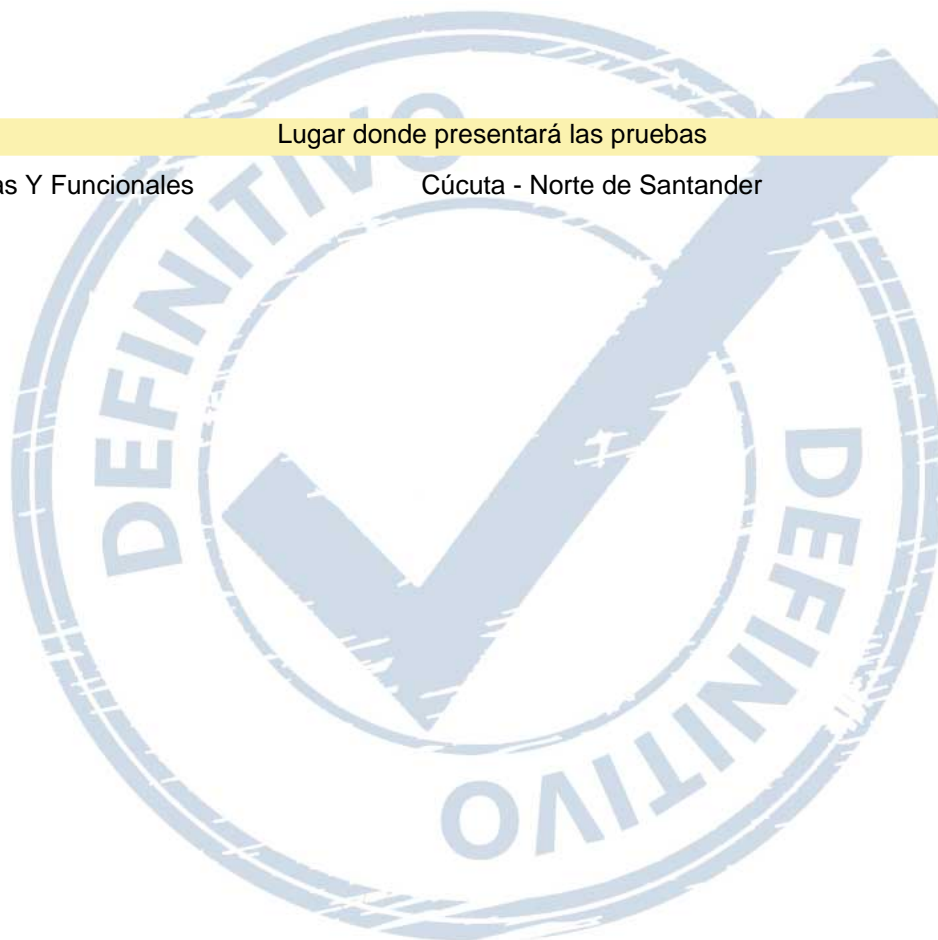 Lugar donde presentará las pruebas
as Y Funcionales Cúcuta - Norte de Santander
DEFINITIVO
DEFINITIVO